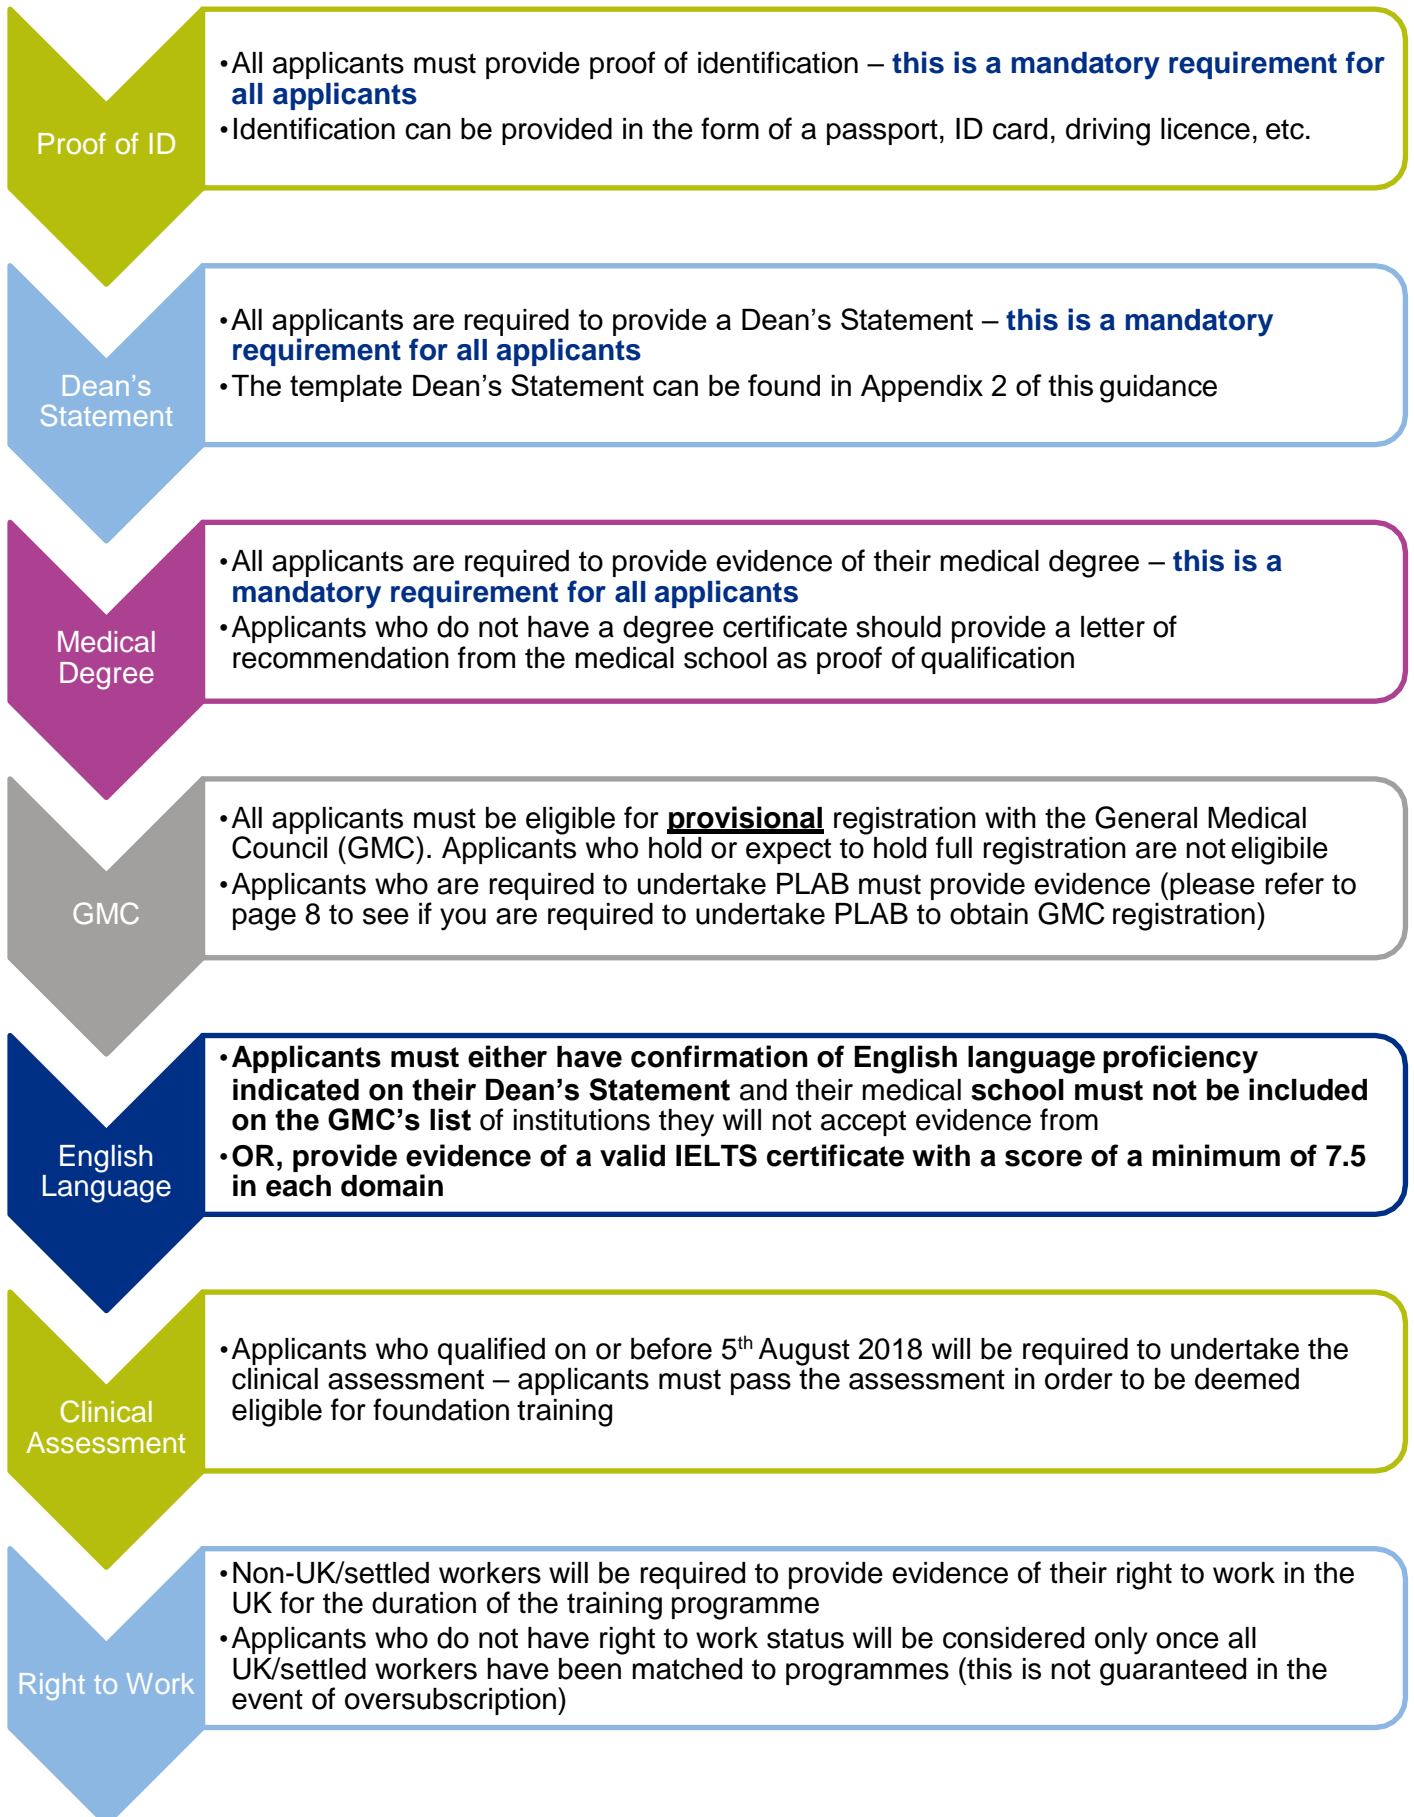 •All applicants must provide proof of identification – this is a mandatory requirement for
all applicants
•Identification can be provided in the form of a passport, ID card, driving licence, etc.
Proof of ID
•All applicants are required to provide a Dean’s Statement – this is a mandatory
requirement for all applicants
•The template Dean’s Statement can be found in Appendix 2 of this guidance
Dean’s
Statement
•All applicants are required to provide evidence of their medical degree – this is a
mandatory requirement for all applicants
•Applicants who do not have a degree certificate should provide a letter of
recommendation from the medical school as proof of qualification
Medical
Degree
•All applicants must be eligible for provisional registration with the General Medical
Council (GMC). Applicants who hold or expect to hold full registration are not eligibile
•Applicants who are required to undertake PLAB must provide evidence (please refer to
page 8 to see if you are required to undertake PLAB to obtain GMC registration)
GMC
•Applicants must either have confirmation of English language proficiency
indicated on their Dean’s Statement and their medical school must not be included
on the GMC’s list of institutions they will not accept evidence from
•OR, provide evidence of a valid IELTS certificate with a score of a minimum of 7.5
in each domain
English
Language
•Applicants who qualified on or before 5th August 2018 will be required to undertake the
clinical assessment – applicants must pass the assessment in order to be deemed
eligible for foundation training
Clinical
Assessment
•Non-UK/settled workers will be required to provide evidence of their right to work in the
UK for the duration of the training programme
•Applicants who do not have right to work status will be considered only once all
UK/settled workers have been matched to programmes (this is not guaranteed in the
event of oversubscription)
Right to Work